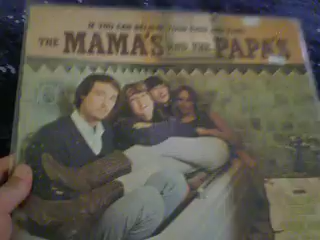 IF YOU CAN BELIEVE YOUR EYES AND EARS
THE MAMA'S AND THE PAPA'S